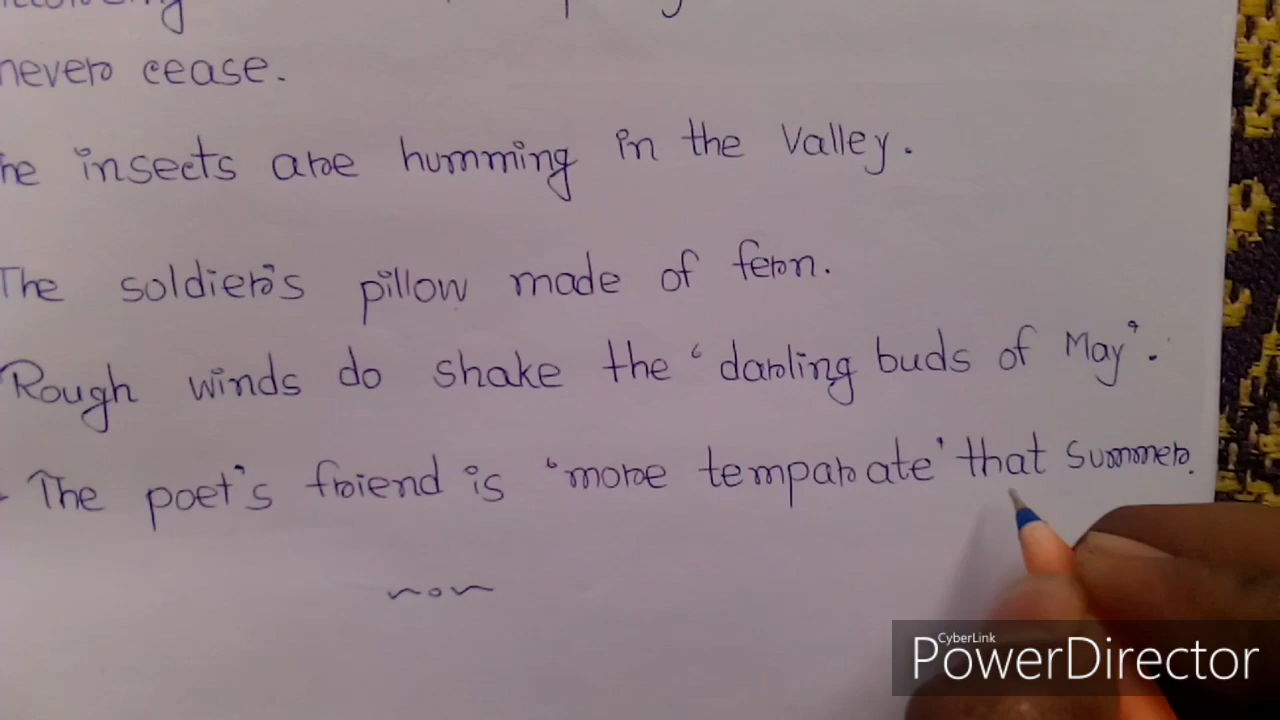 never cease.
he insects are humming in the valley.
The soldier's pillow made of fern.
Rough winds do shake the 'darling buds of May'.
The poet's friend is 'more temparate' that summer.
CyberLink
PowerDirector